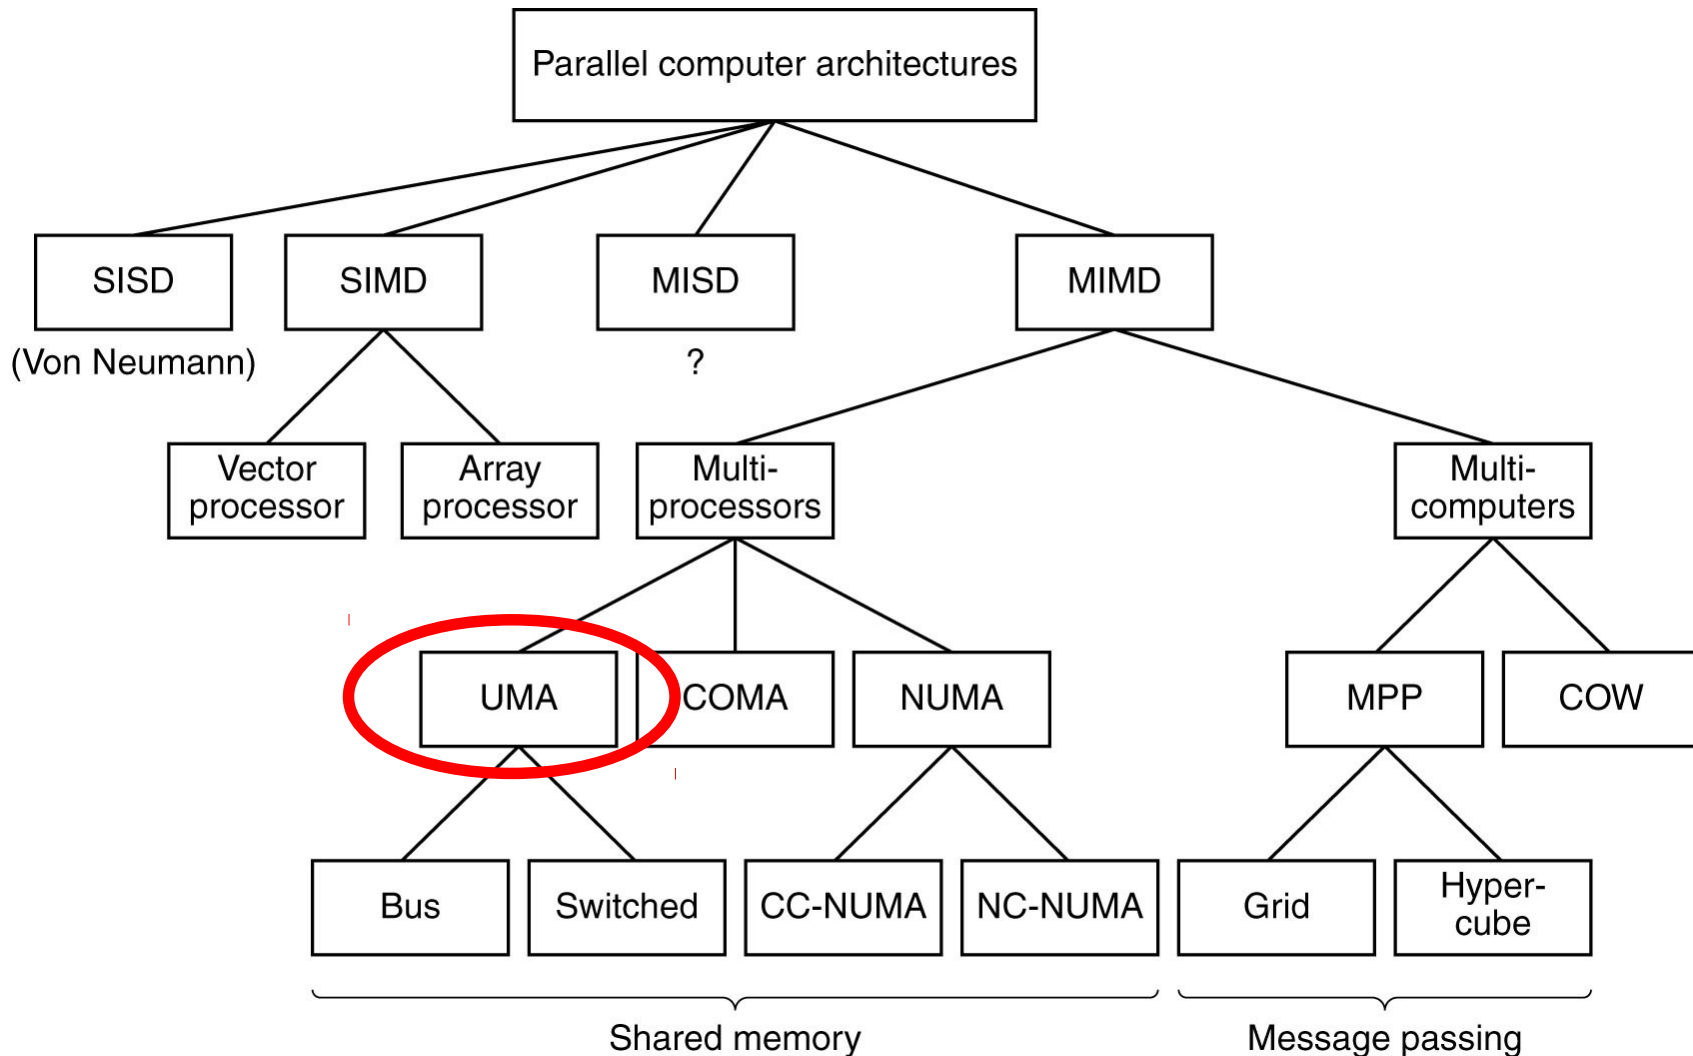 Parallel computer architectures
SISD
SIMD
MISD
MIMD
(Von Neumann)
?
Vector
processor
Array
processor
Multi-
processors
Multi-
computers
UMA
COMA
NUMA
MPP
COW
Bus
Switched
CC-NUMA
NC-NUMA
Grid
Hyper-
cube
Shared memory
Message passing